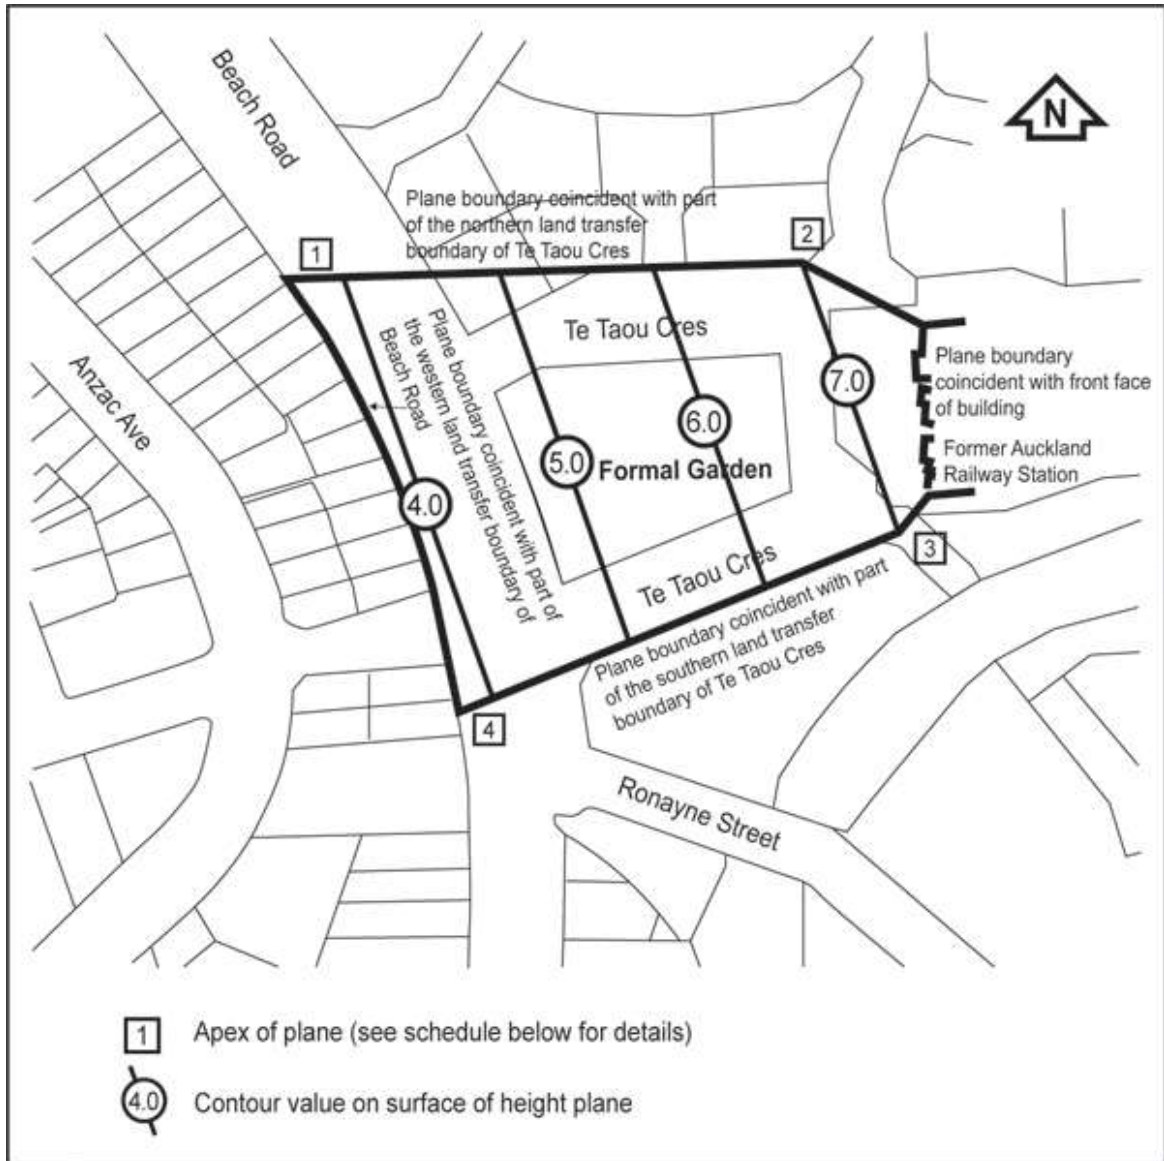 Beach Road
N
Plane boundary coincident with part
of the northern land transfer
boundary of Te Taou Cres
1
2
Te Taou Cres
Plane boundary coincident with part of
the western land transfer boundary of
Beach Road
Anzac Ave
7.0
Plane boundary
coincident with front face
of building
6.0
5.0
Formal Garden
Former Auckland
Railway Station
4.0
3
Te Taou Cres
Plane boundary coincident with part
of the southern land transfer
boundary of Te Taou Cres
4
Ronayne Street
1 Apex of plane (see schedule below for details)
4.0 Contour value on surface of height plane